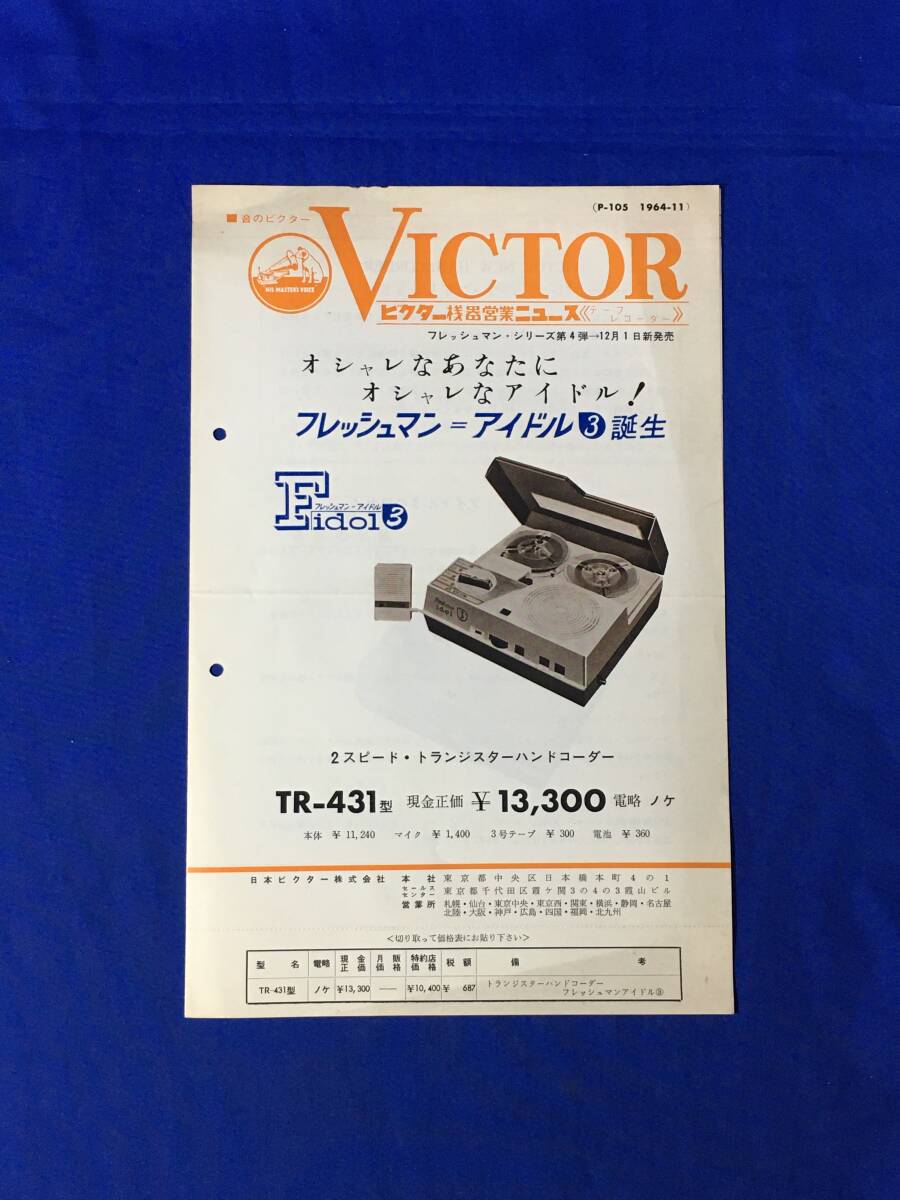 (P-105 1964-11)
■音のビクター
VICTOR
HIS MASTER'S VOICE
ビクター桟器営業ニュース《テープレコーダー》
フレッシュマン・シリーズ第4弾→12月1日新発売
オシャレなあなたに
オシャレなアイドル!
フレッシュマン=アイドル3誕生
フレッシュマン-アイドル
Fidol3
idol 3
2スピード・トランジスターハンドコーダー
TR-431型 現金正価 ¥13,300 電略 ノケ
本体 ¥11,240 マイク ¥1,400 3号テープ ¥300 電池 ¥360
日本ビクター株式会社 本社 東京都中央区日本橋本町4の1
セールスセンター 東京都千代田区霞ケ関3の4の3霞山ビル
営業所 札幌・仙台・東京中央・東京西・関東・横浜・静岡・名古屋
北陸・大阪・神戸・広島・四国・福岡・北九州
<切り取って価格表にお貼り下さい>
型名 電略 現金正価 月販価格 特約店価格 税額 備考
TR-431型 ノケ ¥13,300 —— ¥10,400 ¥687 トランジスターハンドコーダー
フレッシュマンアイドル③